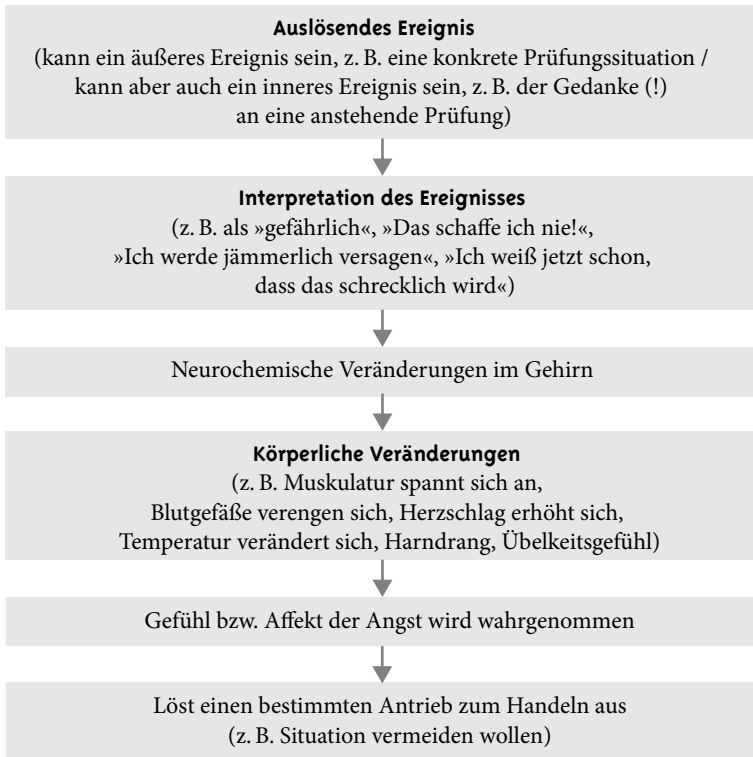 Auslösendes Ereignis
(kann ein äußeres Ereignis sein, z. B. eine konkrete Prüfungssituation /
kann aber auch ein inneres Ereignis sein, z. B. der Gedanke (!)
an eine anstehende Prüfung)
Interpretation des Ereignisses
(z. B. als »gefährlich«, »Das schaffe ich nie!«,
»Ich werde jämmerlich versagen«, »Ich weiß jetzt schon,
dass das schrecklich wird«)
Neurochemische Veränderungen im Gehirn
Körperliche Veränderungen
(z. B. Muskulatur spannt sich an,
Blutgefäße verengen sich, Herzschlag erhöht sich,
Temperatur verändert sich, Harndrang, Übelkeitsgefühl)
Gefühl bzw. Affekt der Angst wird wahrgenommen
Löst einen bestimmten Antrieb zum Handeln aus
(z. B. Situation vermeiden wollen)